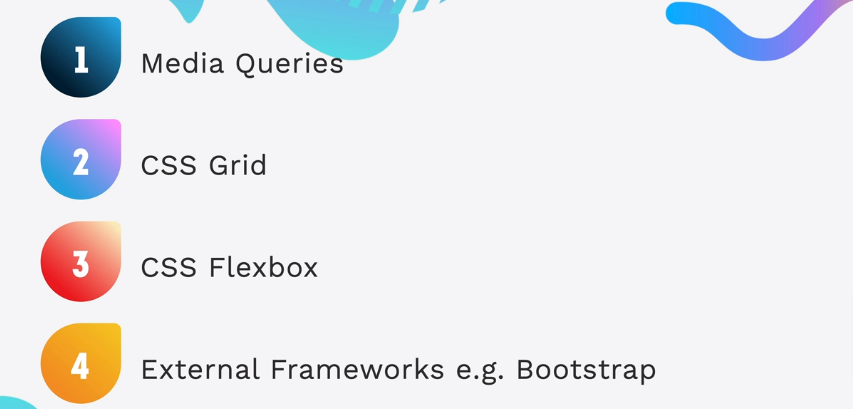 1 Media Queries
2 CSS Grid
3 CSS Flexbox
4 External Frameworks e.g. Bootstrap